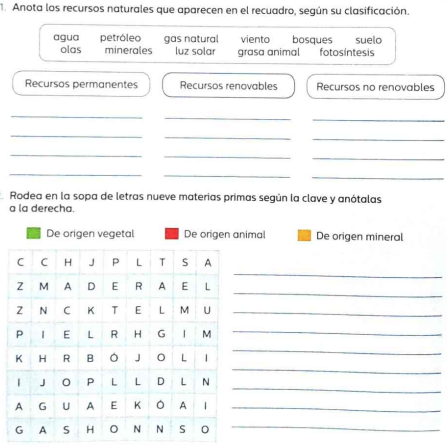 1. Anota los recursos naturales que aparecen en el recuadro, según su clasificación.
agua petróleo gas natural viento bosques suelo
olas minerales luz solar grasa animal fotosíntesis
Recursos permanentes Recursos renovables Recursos no renovables
. Rodea en la sopa de letras nueve materias primas según la clave y anótalas
a la derecha.
De origen vegetal De origen animal De origen mineral
C C H J P L T S A
Z M A D E R A E L
Z N C K T E L M U
P I E L R H G I M
K H R B Ó J O L I
I J O P L L D L N
A G U A E K Ó A I
G A S H O N N S O